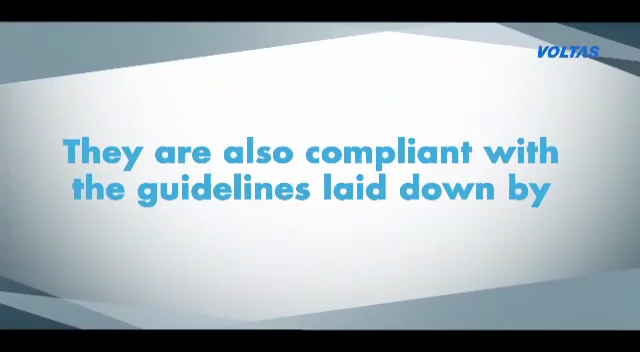 VOLTAS
They are also compliant with
the guidelines laid down by